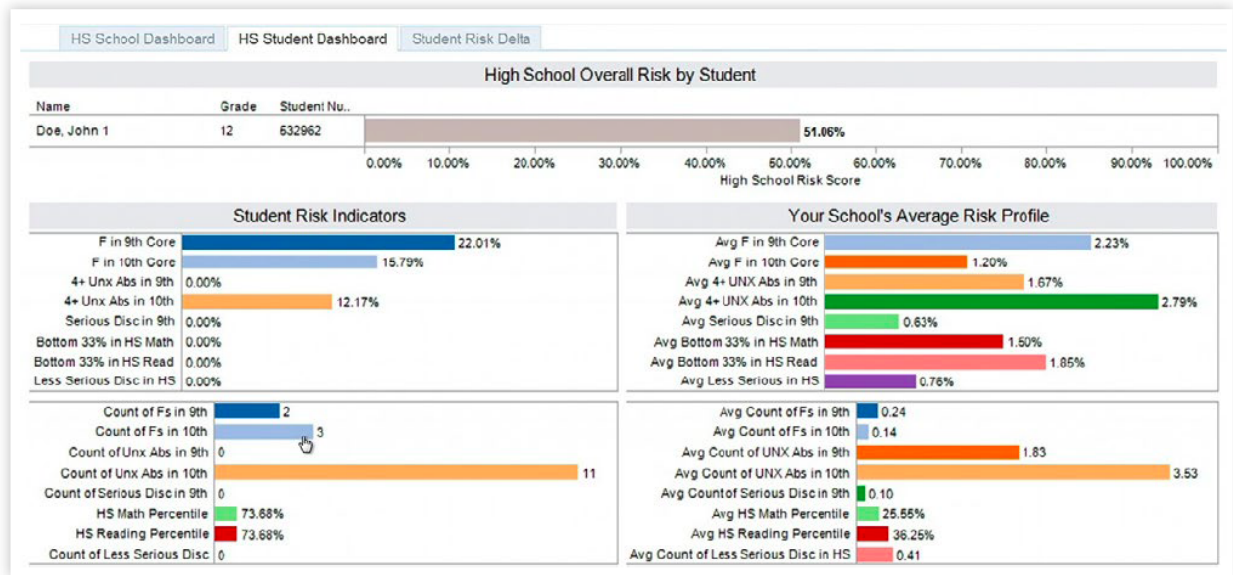 HS School Dashboard HS Student Dashboard Student Risk Delta
High School Overall Risk by Student
Name Grade Student Nu..
Doe, John 1 12 532962 51.06%
0.00% 10.00% 20.00% 30.00% 40.00% 50.00% 60.00% 70.00% 80.00% 90.00% 100.00%
High School Risk Score
Student Risk Indicators
F in 9th Core 22.01%
F in 10th Core 15.79%
4+ Unx Abs in 9th 0.00%
4+ Unx Abs in 10th 12.17%
Serious Disc in 9th 0.00%
Bottom 33% in HS Math 0.00%
Bottom 33% in HS Read 0.00%
Less Serious Disc in HS 0.00%
Count of Fs in 9th 2
Count of Fs in 10th 3
Count of Unx Abs in 9th 0
Count of Unx Abs in 10th 11
Count of Serious Disc in 9th 0
HS Math Percentile 73.68%
HS Reading Percentile 73.68%
Count of Less Serious Disc 0
Your School's Average Risk Profile
Avg F in 9th Core 2.23%
Avg F in 10th Core 1.20%
Avg 4+ UNX Abs in 9th 1.67%
Avg 4+ UNX Abs in 10th 2.79%
Avg Serious Disc in 9th 0.63%
Avg Bottom 33% in HS Math 1.50%
Avg Bottom 33% in HS Read 1.85%
Avg Less Serious in HS 0.76%
Avg Count of Fs in 9th 0.24
Avg Count of Fs in 10th 0.14
Avg Count of UNX Abs in 9th 1.83
Avg Count of UNX Abs in 10th 3.53
Avg Count of Serious Disc in 9th 0.10
Avg HS Math Percentile 25.55%
Avg HS Reading Percentile 36.25%
Avg Count of Less Serious Disc in HS 0.41